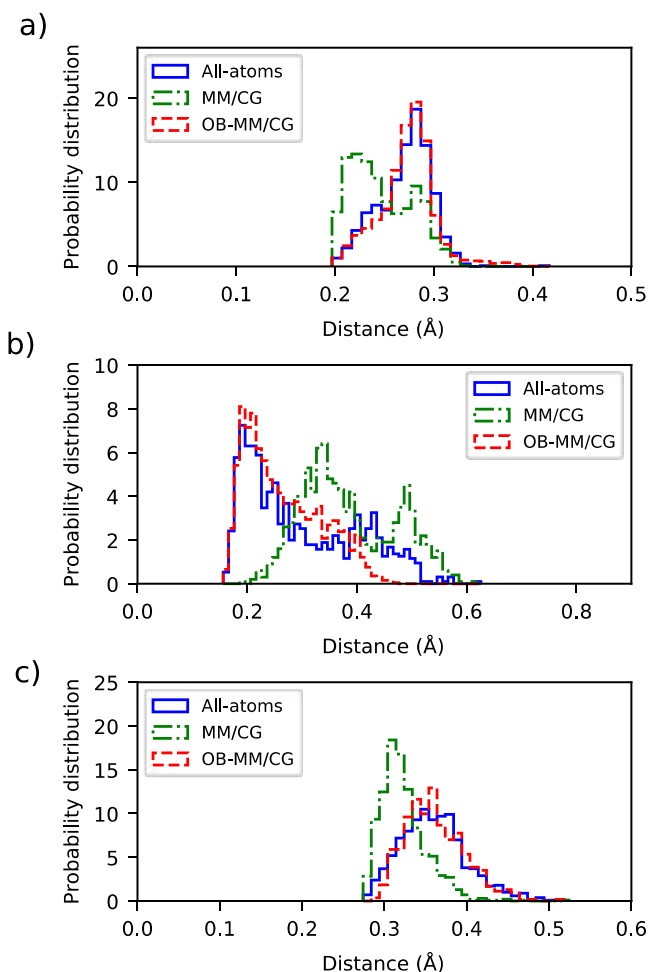 a)
Probability distribution
20
10
0
All-atoms
MM/CG
OB-MM/CG
0.0 0.1 0.2 0.3 0.4 0.5
Distance (Å)
b)
Probability distribution
10
8
6
4
2
0
All-atoms
MM/CG
OB-MM/CG
0.0 0.2 0.4 0.6 0.8
Distance (Å)
c)
Probability distribution
25
20
15
10
5
0
All-atoms
MM/CG
OB-MM/CG
0.0 0.1 0.2 0.3 0.4 0.5 0.6
Distance (Å)